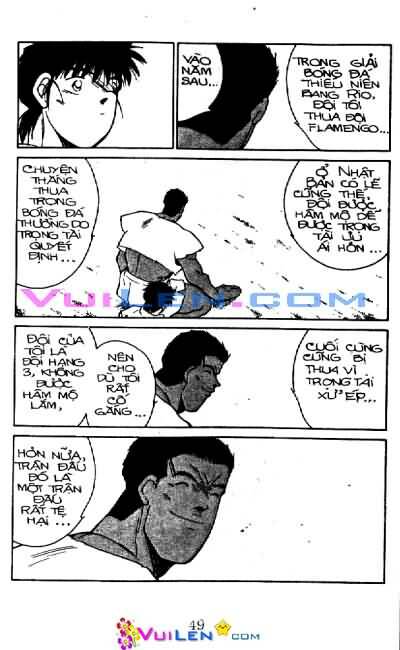 VÀO
NĂM
SAU...
TRONG GIẢI
BÓNG ĐÁ
THIẾU NIÊN
BANG RIO,
ĐỘI TÔI
THUA ĐỘI
FLAMENGO...
CHUYỆN
THẮNG
THUA
TRONG
BÓNG ĐÁ
THƯỜNG DO
TRỌNG TÀI
QUYẾT
ĐỊNH...
Ở NHẬT
BẢN CÓ LẼ
CŨNG THẾ,
ĐỘI ĐƯỢC
HÂM MỘ DỄ
ĐƯỢC TRỌNG
TÀI ƯU
ÁI HƠN...
VUILEN.COM
ĐỘI CỦA
TÔI LÀ
ĐỘI HẠNG
3, KHÔNG
ĐƯỢC
HÂM MỘ
LẮM,
NÊN
CHO
DÙ TÔI
RẤT
CỐ
GẮNG...
CUỐI CÙNG
CŨNG BỊ
THUA VÌ
TRỌNG TÀI
XỬ ÉP...
HƠN NỮA,
TRẬN ĐẤU
ĐÓ LÀ
MỘT TRẬN
ĐẤU
RẤT TỆ
HẠI...
49
VUILEN.COM